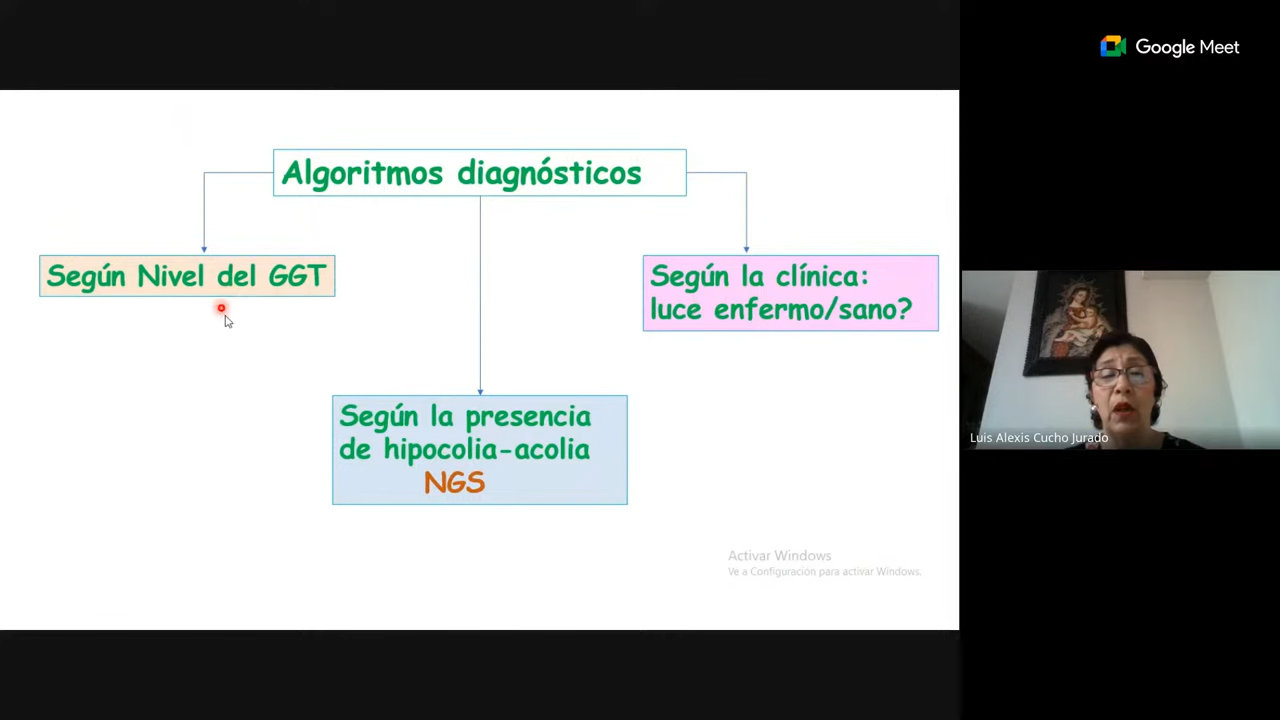 Google Meet
Algoritmos diagnósticos
Según Nivel del GGT
Según la clínica:
luce enfermo/sano?
Según la presencia
de hipocolia-acolia
NGS
Luis Alexis Cucho Jurado
Activar Windows
Ve a Configuración para activar Windows.